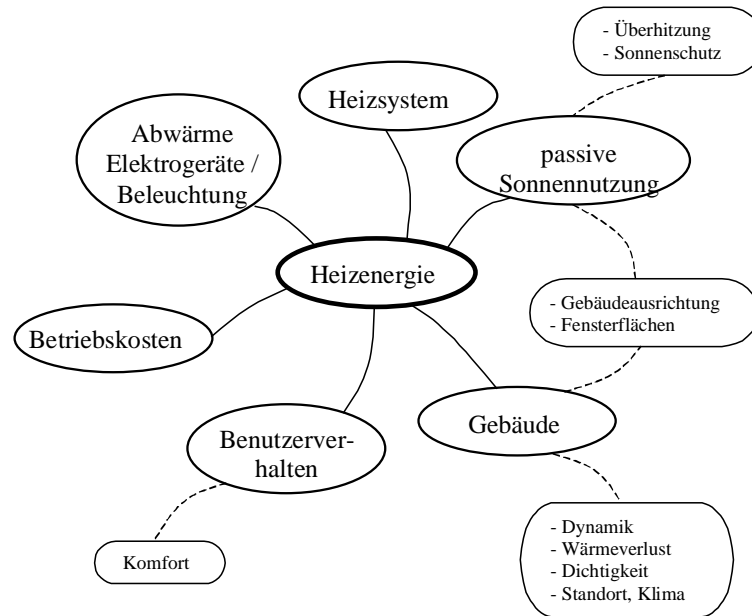 - Überhitzung
- Sonnenschutz
Heizsystem
Abwärme
Elektrogeräte /
Beleuchtung
passive
Sonnennutzung
Heizenergie
- Gebäudeausrichtung
- Fensterflächen
Betriebskosten
Gebäude
Benutzerver-
halten
- Dynamik
- Wärmeverlust
- Dichtigkeit
- Standort, Klima
Komfort